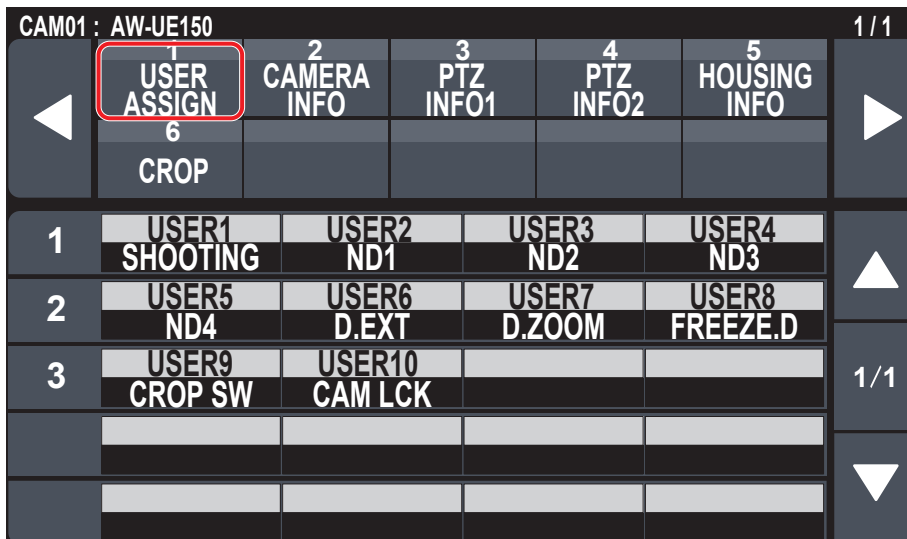 CAM01 : AW-UE150 1/1
1 2 3 4 5
USER CAMERA PTZ PTZ HOUSING
ASSIGN INFO INFO1 INFO2 INFO
6
CROP
1 USER1 USER2 USER3 USER4
SHOOTING ND1 ND2 ND3
2 USER5 USER6 USER7 USER8
ND4 D.EXT D.ZOOM FREEZE.D
3 USER9 USER10 1/1
CROP SW CAM LCK